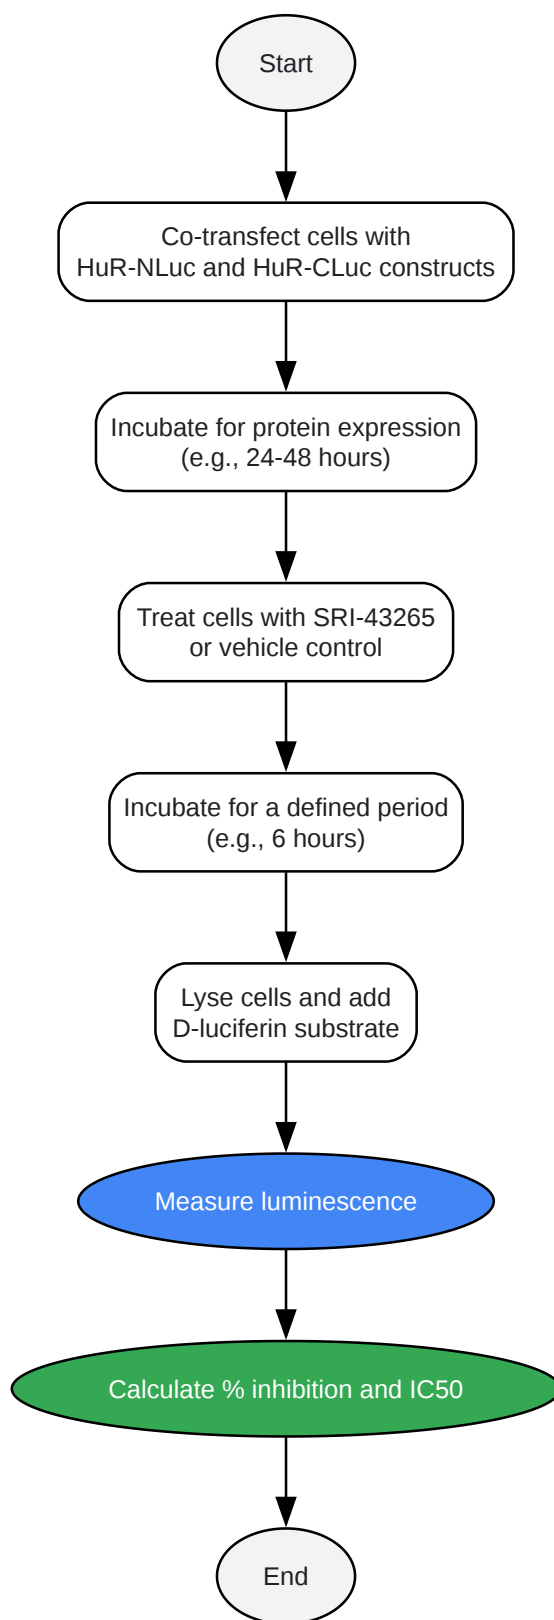 Start
Co-transfect cells with
HuR-NLuc and HuR-CLuc constructs
Incubate for protein expression
(e.g., 24-48 hours)
Treat cells with SRI-43265
or vehicle control
Incubate for a defined period
(e.g., 6 hours)
Lyse cells and add
D-luciferin substrate
Measure luminescence
Calculate % inhibition and IC50
End